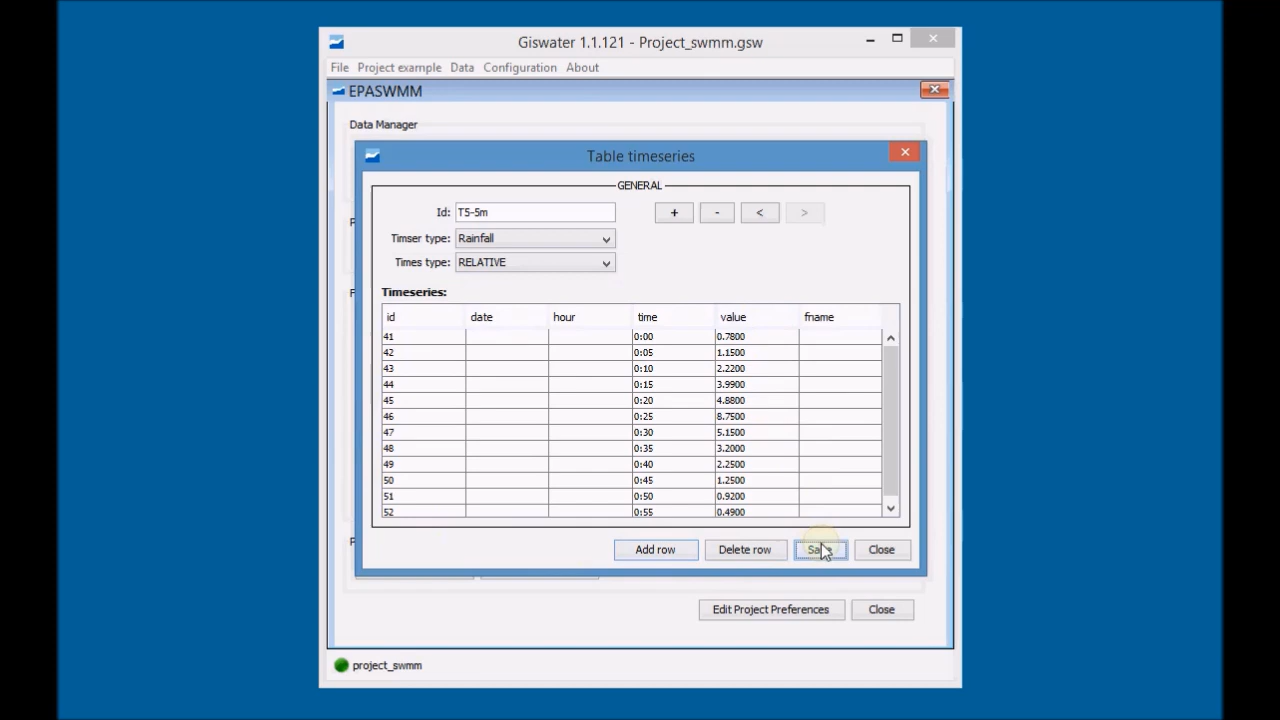 Giswater 1.1.121 - Project_swmm.gsw
File Project example Data Configuration About
EPASWMM
Data Manager
Table timeseries
GENERAL
Id: T5-5m + - < >
Timser type: Rainfall
Times type: RELATIVE
Timeseries:
id date hour time value fname
41 0:00 0.7800
42 0:05 1.1500
43 0:10 2.2200
44 0:15 3.9900
45 0:20 4.8800
46 0:25 8.7500
47 0:30 5.1500
48 0:35 3.2000
49 0:40 2.2500
50 0:45 1.2500
51 0:50 0.9200
52 0:55 0.4900
Add row Delete row Save Close
Edit Project Preferences Close
project_swmm